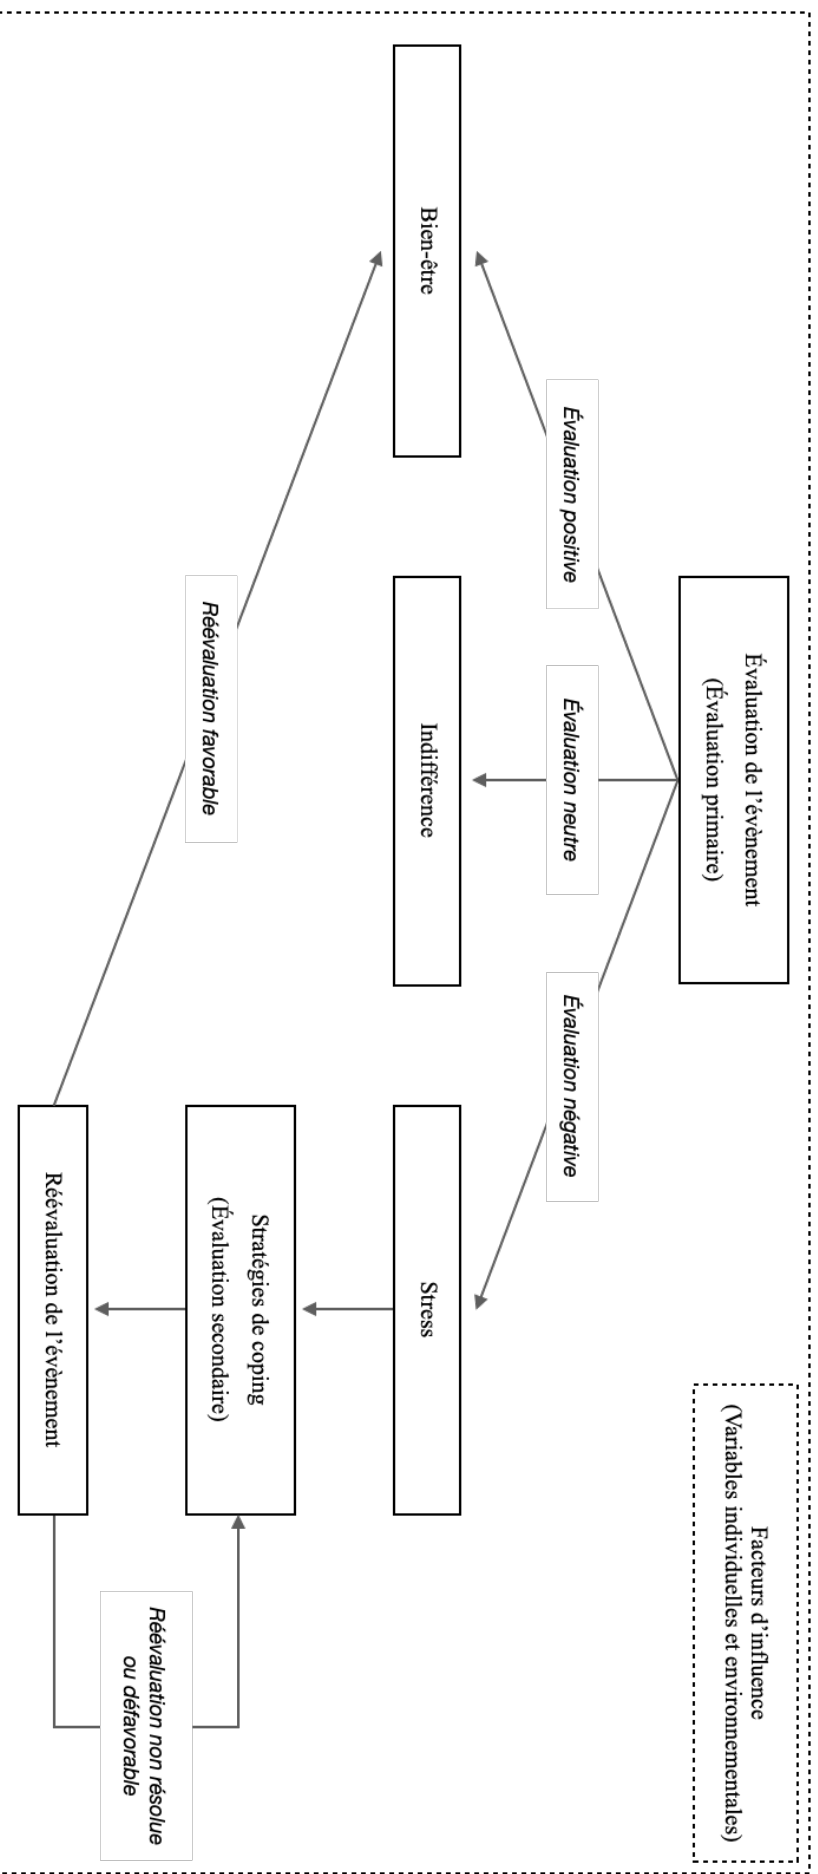 Évaluation de l'évènement
(Évaluation primaire)
Facteurs d'influence
(Variables individuelles et environnementales)
Évaluation positive
Évaluation neutre
Évaluation négative
Bien-être
Indifférence
Stress
Stratégies de coping
(Évaluation secondaire)
Réévaluation favorable
Réévaluation non résolue
ou défavorable
Réévaluation de l'évènement